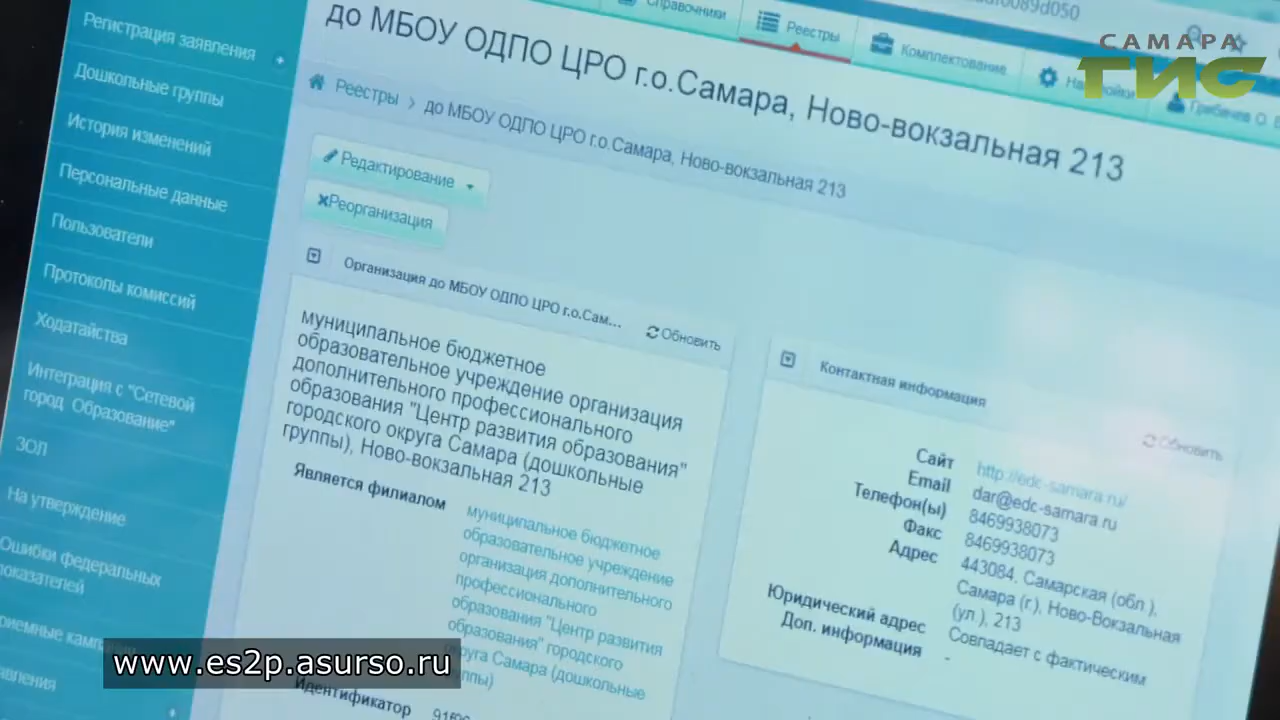 f0089d050
Справочники
Реестры
Комплектование
Настройки
САМАРА
ГИС
до МБОУ ОДПО ЦРО г.о.Самара, Ново-вокзальная 213
Реестры > до МБОУ ОДПО ЦРО г.о.Самара, Ново-вокзальная 213
Редактирование
Реорганизация
Регистрация заявления
Дошкольные группы
История изменений
Персональные данные
Пользователи
Протоколы комиссий
Ходатайства
Интеграция с "Сетевой
город. Образование"
ЗОЛ
На утверждение
Ошибки федеральных
показателей
Организация до МБОУ ОДПО ЦРО г.о.Сам...
Обновить
муниципальное бюджетное
образовательное учреждение организация
дополнительного профессионального
образования "Центр развития образования"
городского округа Самара (дошкольные
группы), Ново-вокзальная 213
Является филиалом
муниципальное бюджетное
образовательное учреждение
организация дополнительного
профессионального
образования "Центр развития
образования" городского
округа Самара (дошкольные
Идентификатор
Контактная информация
Обновить
Сайт http://edc-samara.ru/
Email dar@edc-samara.ru
Телефон(ы) 8469938073
Факс 8469938073
Адрес 443084, Самарская (обл.),
Самара (г.), Ново-Вокзальная
(ул.), 213
Юридический адрес Совпадает с фактическим
Доп. информация -
www.es2p.asurso.ru